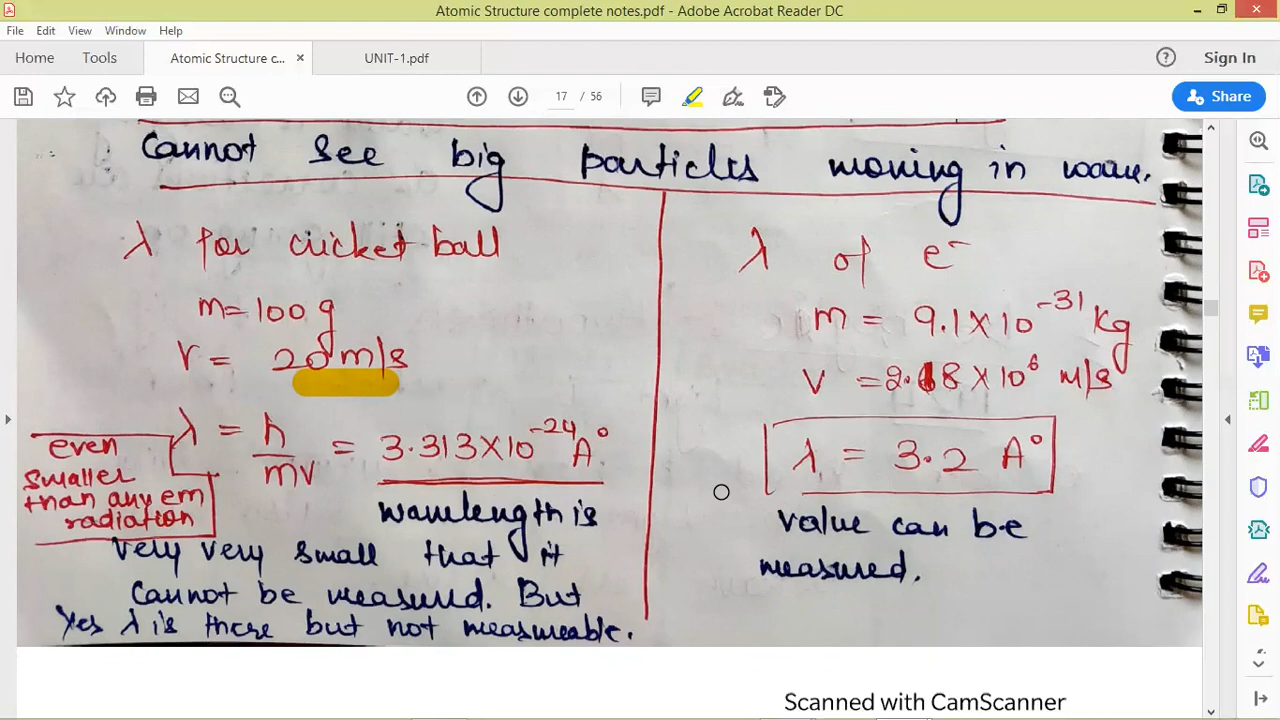 Atomic Structure complete notes.pdf - Adobe Acrobat Reader DC
File Edit View Window Help
Home Tools Atomic Structure c... × UNIT-1.pdf ? Sign In
17 / 56 Share
Cannot see big particles moving in wave.
λ for cricket ball
m=100 g
V = 20 m/s
λ = h/mv = 3.313×10⁻²⁴ A°
even
smaller
than any em
radiation
wavelength is
very very small that it
cannot be measured. But
Yes λ is there but not measureable.
λ of e⁻
m = 9.1×10⁻³¹ Kg
v = 2.18×10⁶ m/s
λ = 3.2 A°
value can be
measured.
Scanned with CamScanner